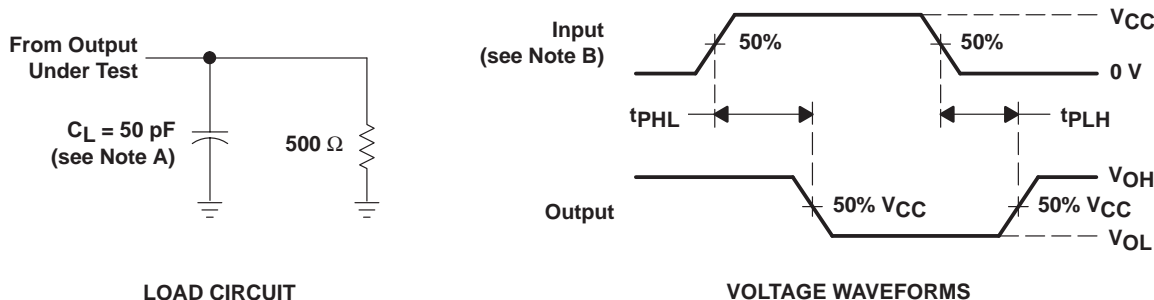 From Output
Under Test
CL = 50 pF
(see Note A)
500 Ω
LOAD CIRCUIT
Input
(see Note B)
50%
50%
VCC
0 V
tPHL
tPLH
Output
50% VCC
50% VCC
VOH
VOL
VOLTAGE WAVEFORMS